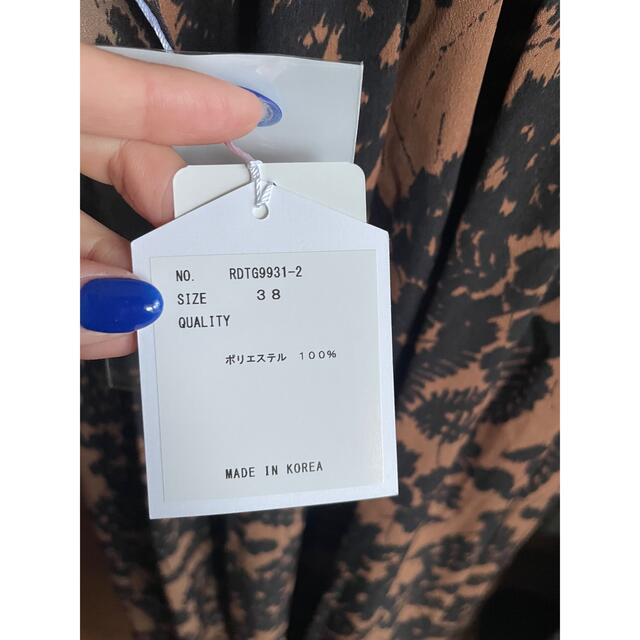 NO. RDTG9931-2
SIZE 38
QUALITY
ポリエステル 100%
MADE IN KOREA